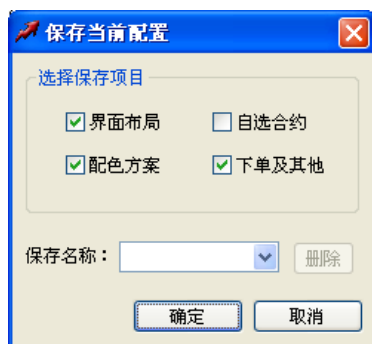 保存当前配置
选择保存项目
界面布局 自选合约
配色方案 下单及其他
保存名称： 删除
确定 取消